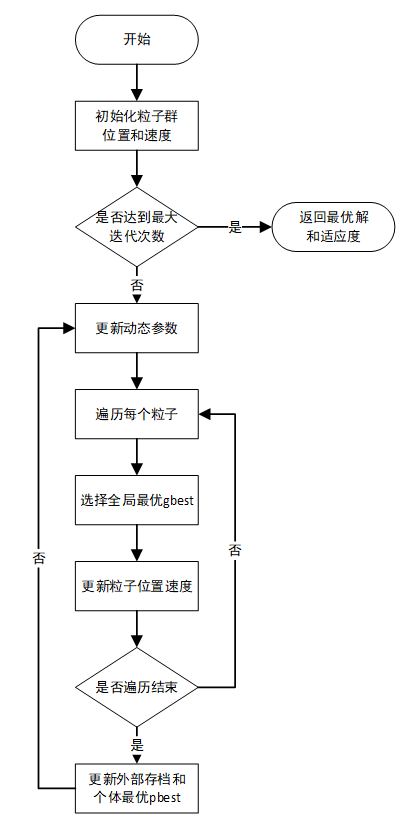 开始
初始化粒子群
位置和速度
是否达到最大
迭代次数
是
返回最优解
和适应度
否
更新动态参数
遍历每个粒子
选择全局最优gbest
否
否
更新粒子位置速度
是否遍历结束
是
更新外部存档和
个体最优pbest